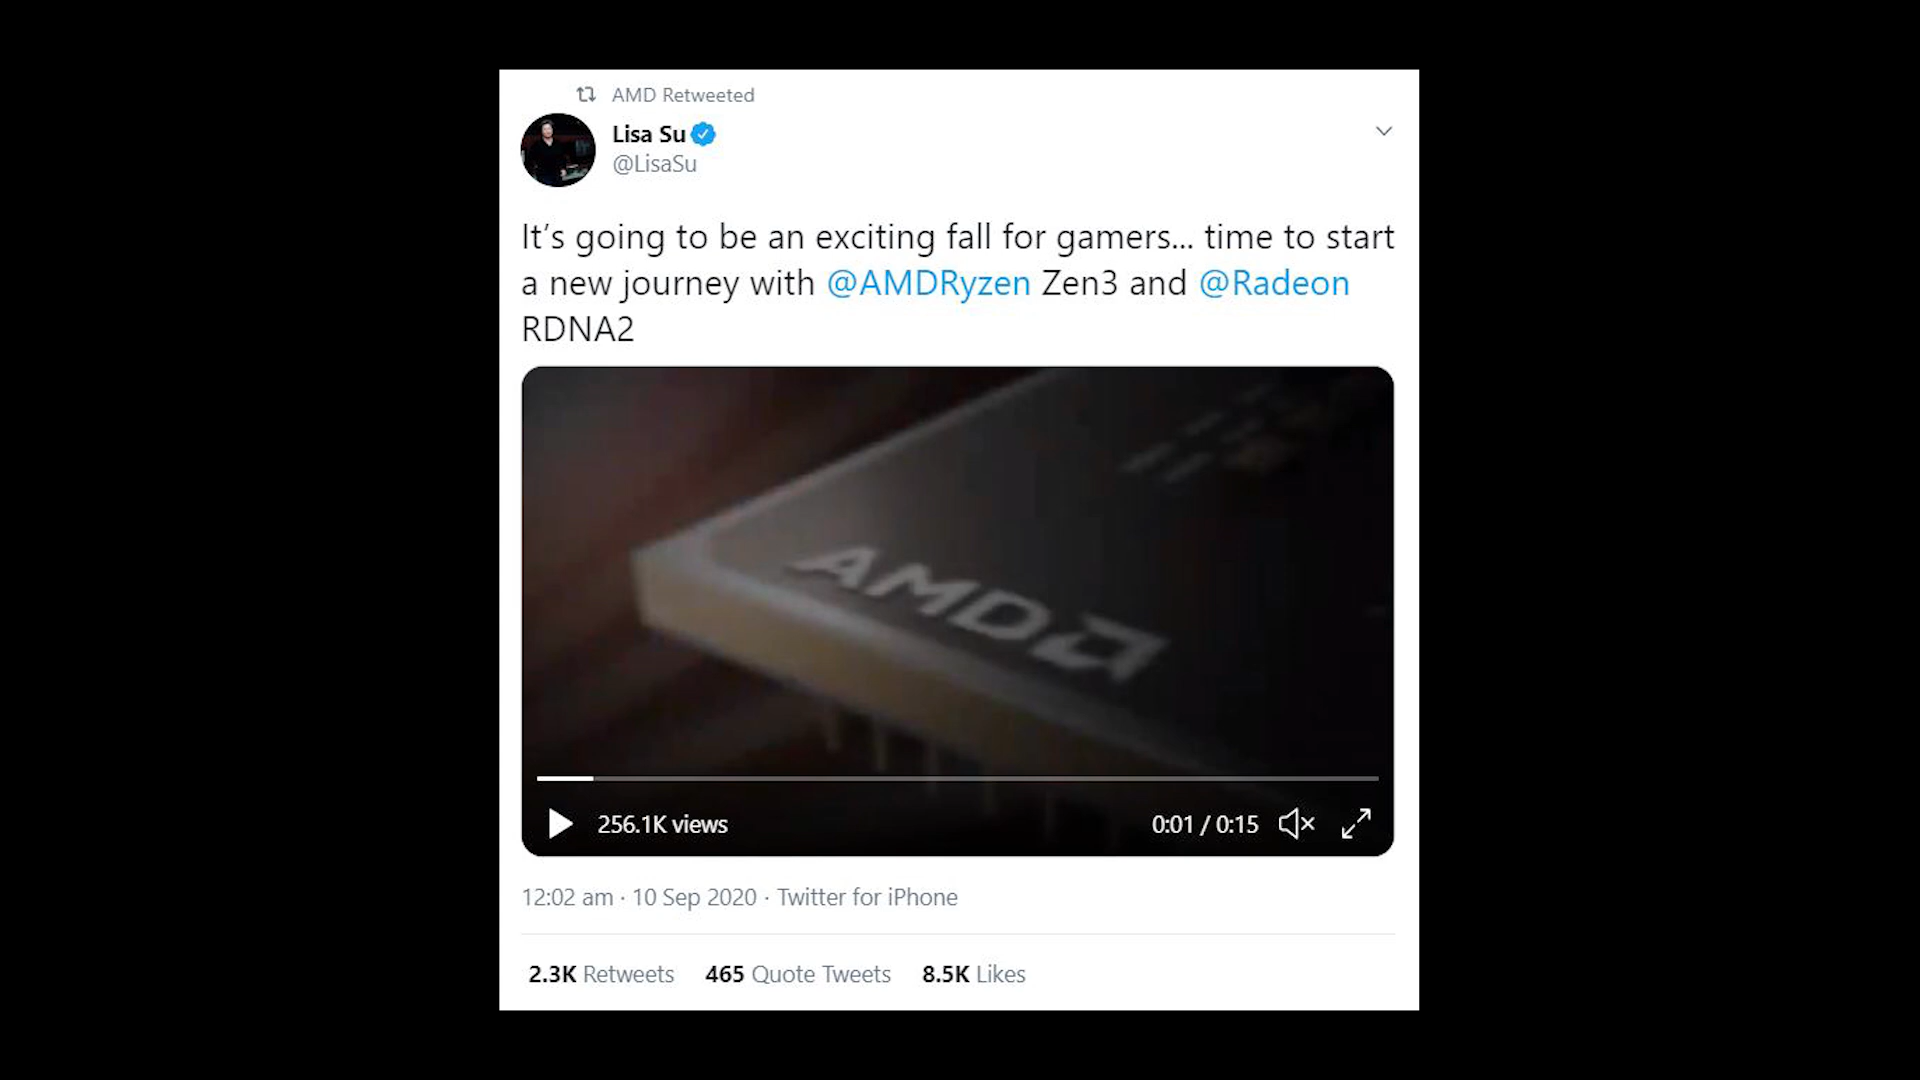 AMD Retweeted
Lisa Su
@LisaSu
It's going to be an exciting fall for gamers... time to start
a new journey with @AMDRyzen Zen3 and @Radeon
RDNA2
AMD
256.1K views
0:01 / 0:15
12:02 am · 10 Sep 2020 · Twitter for iPhone
2.3K Retweets 465 Quote Tweets 8.5K Likes